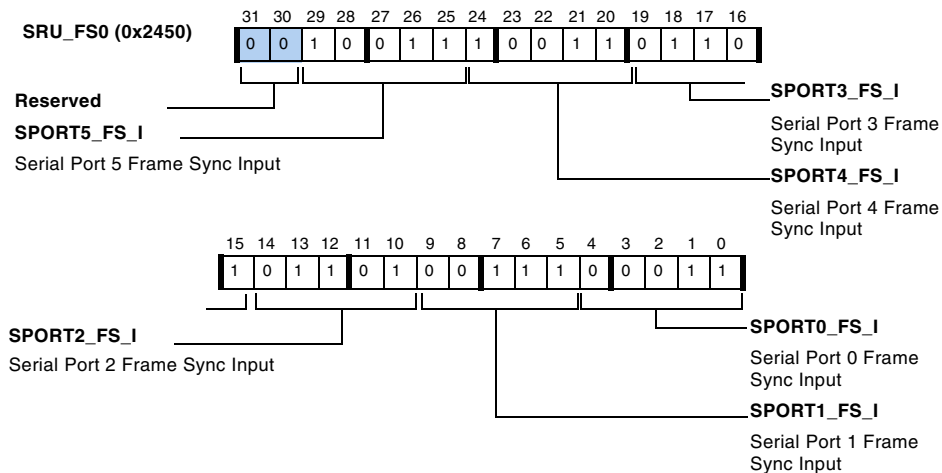 31 30 29 28 27 26 25 24 23 22 21 20 19 18 17 16
SRU_FS0 (0x2450)
0 0 1 0 0 1 1 1 0 0 1 1 0 1 1 0
Reserved
SPORT5_FS_I
Serial Port 5 Frame Sync Input
SPORT3_FS_I
Serial Port 3 Frame
Sync Input
SPORT4_FS_I
Serial Port 4 Frame
Sync Input
15 14 13 12 11 10 9 8 7 6 5 4 3 2 1 0
1 0 1 1 0 1 0 0 1 1 1 0 0 0 1 1
SPORT2_FS_I
Serial Port 2 Frame Sync Input
SPORT0_FS_I
Serial Port 0 Frame
Sync Input
SPORT1_FS_I
Serial Port 1 Frame
Sync Input